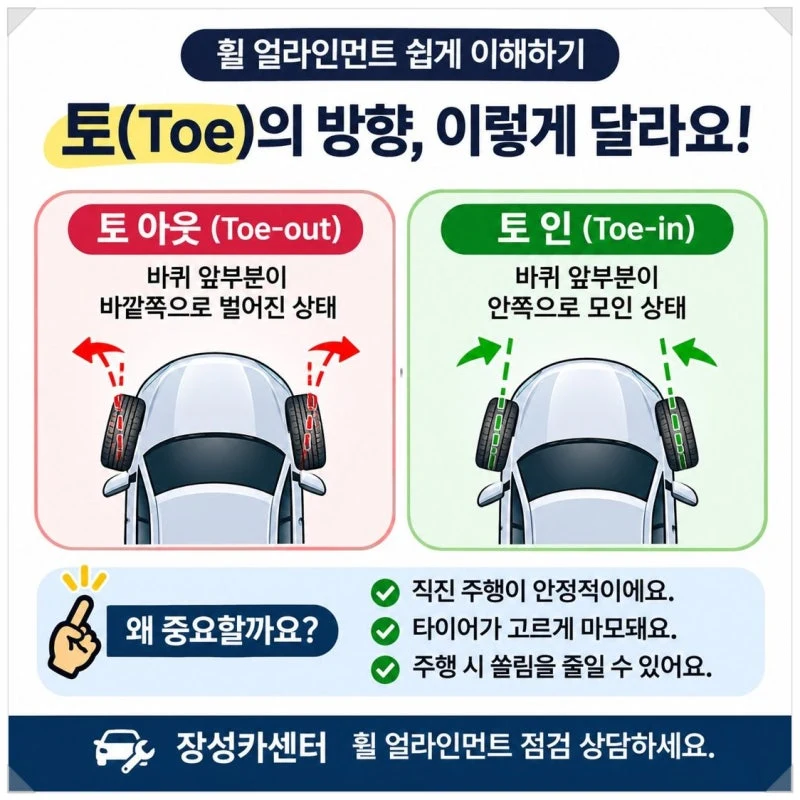 휠 얼라인먼트 쉽게 이해하기
토(Toe)의 방향, 이렇게 달라요!
토 아웃 (Toe-out)
바퀴 앞부분이
바깥쪽으로 벌어진 상태
토 인 (Toe-in)
바퀴 앞부분이
안쪽으로 모인 상태
왜 중요할까요?
직진 주행이 안정적이에요.
타이어가 고르게 마모돼요.
주행 시 쏠림을 줄일 수 있어요.
장성카센터 휠 얼라인먼트 점검 상담하세요.